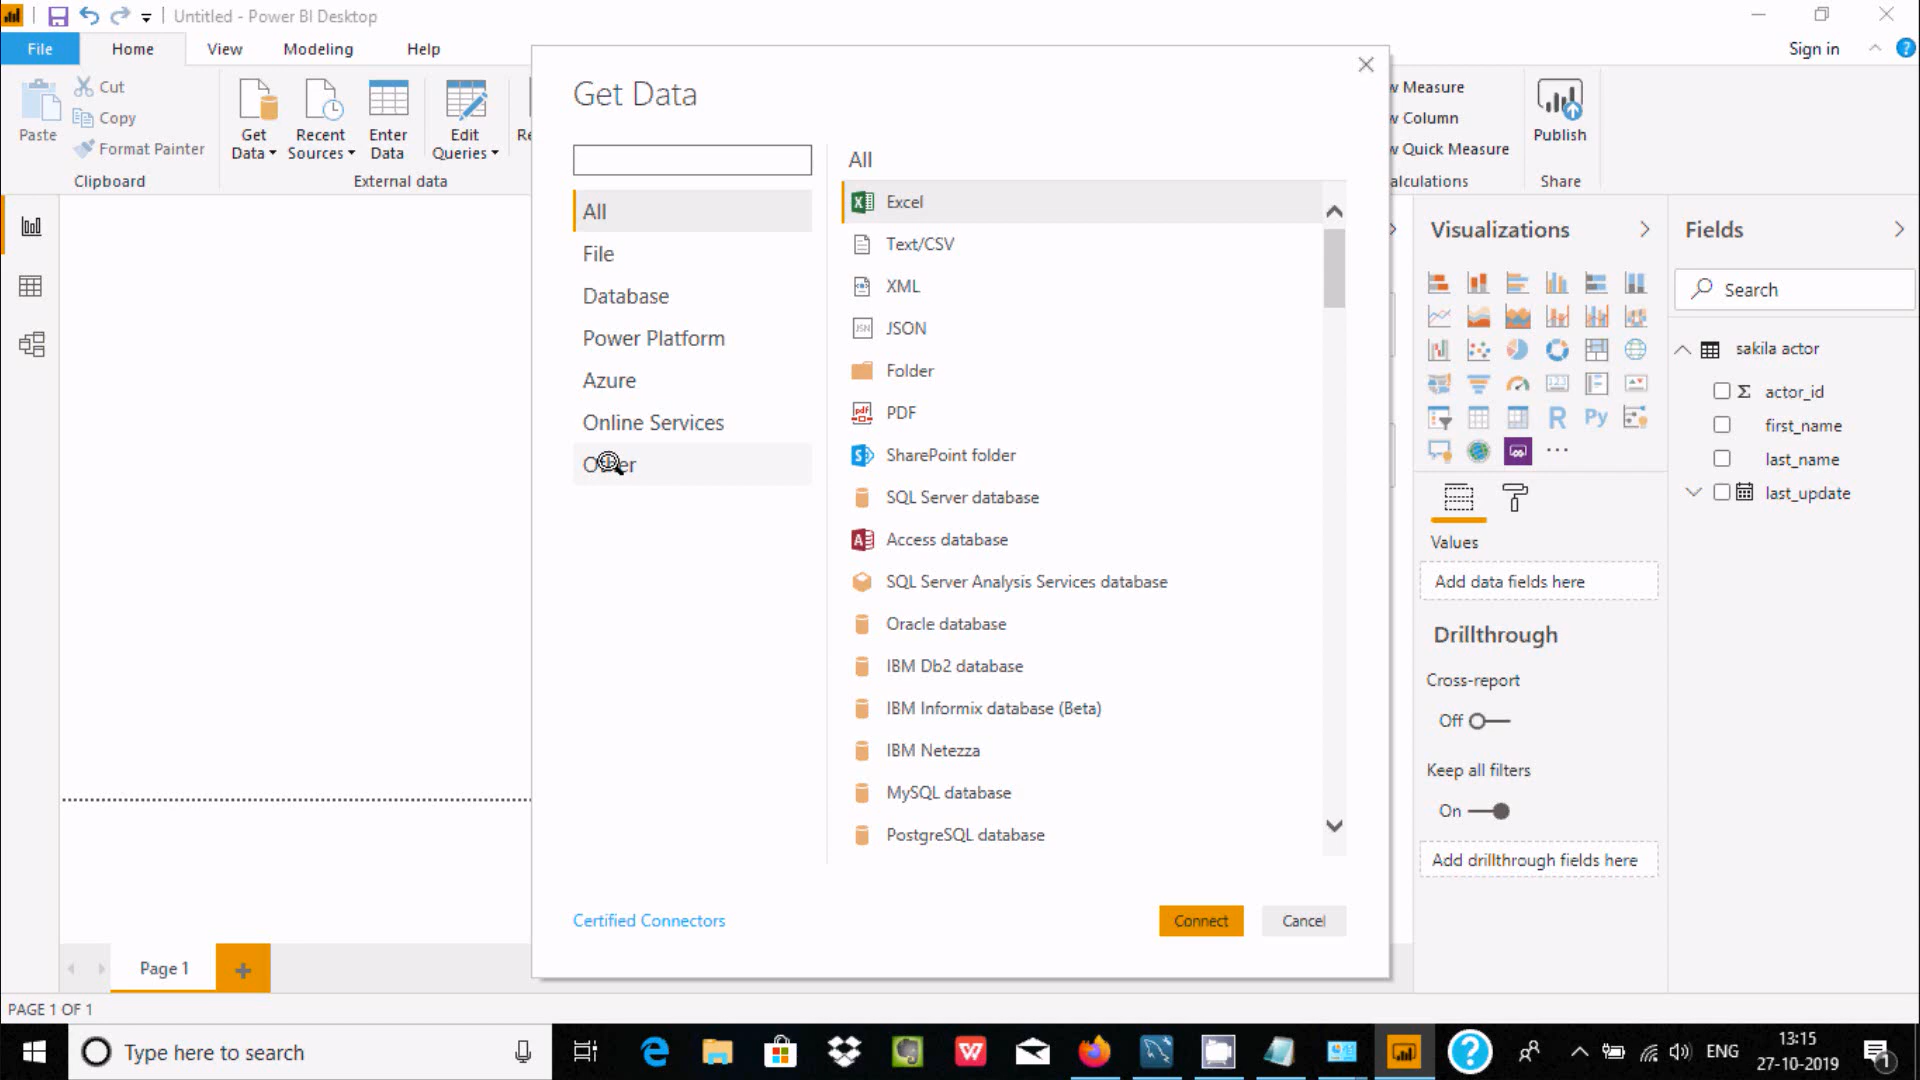 Untitled - Power BI Desktop
File
Home
View
Modeling
Help
Sign in
Paste
Cut
Copy
Format Painter
Clipboard
Get Data
Recent Sources
Enter Data
Edit Queries
Re
External data
w Measure
w Column
w Quick Measure
alculations
Publish
Share
Get Data
All
File
Database
Power Platform
Azure
Online Services
Other
All
Excel
Text/CSV
XML
JSON
Folder
PDF
SharePoint folder
SQL Server database
Access database
SQL Server Analysis Services database
Oracle database
IBM Db2 database
IBM Informix database (Beta)
IBM Netezza
MySQL database
PostgreSQL database
Certified Connectors
Connect
Cancel
Visualizations
R
Py
Values
Add data fields here
Drillthrough
Cross-report
Off
Keep all filters
On
Add drillthrough fields here
Fields
Search
sakila actor
actor_id
first_name
last_name
last_update
Page 1
PAGE 1 OF 1
Type here to search
ENG
13:15
27-10-2019
1